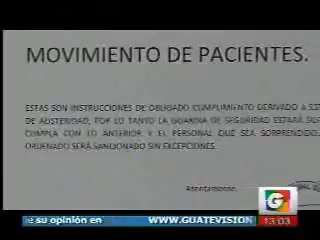 MOVIMIENTO DE PACIENTES.
ESTAS SON INSTRUCCIONES DE OBLIGADO CUMPLIMIENTO DERIVADO A ES
DE AUSTERIDAD, POR LO TANTO LA GUARDIA DE SEGURIDAD ESTARÁ SUP
CUMPLA CON LO ANTERIOR Y EL PERSONAL QUE SEA SORPRENDIDO
ORDENADO SERÁ SANCIONADO SIN EXCEPCIONES.
Atentamente.
G
e su opinión en WWW.GUATEVISION 13:03